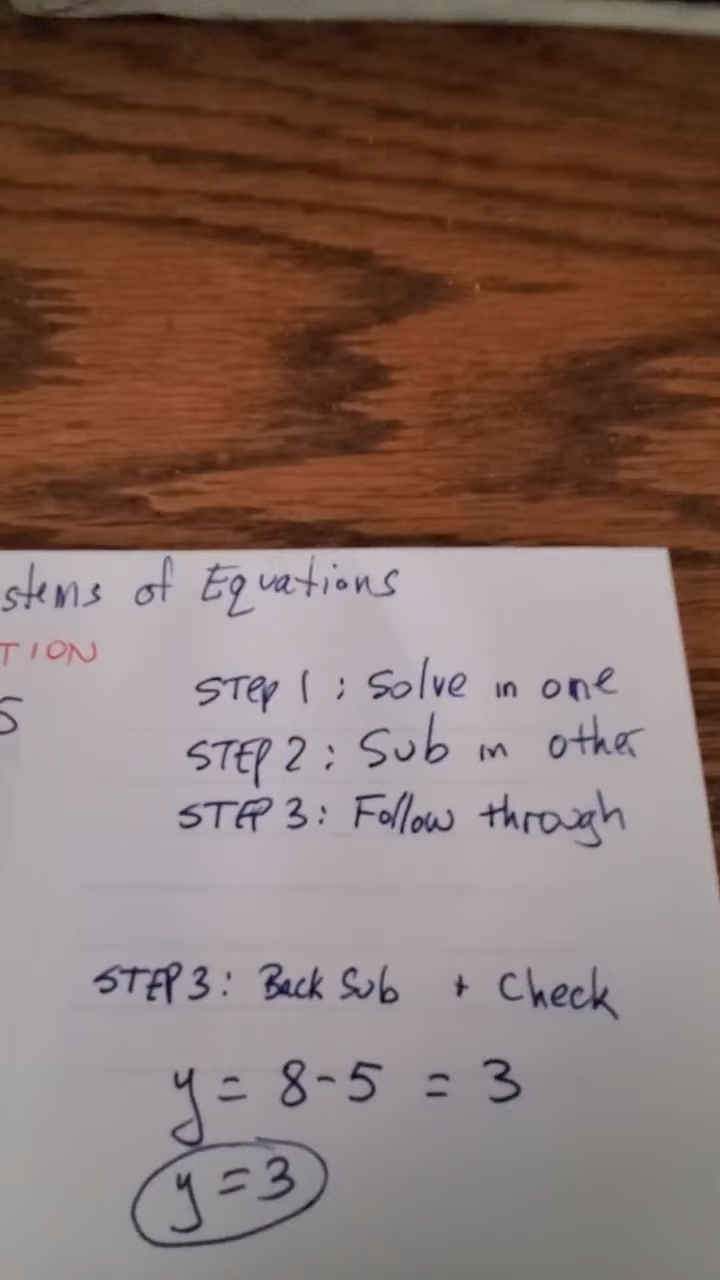 stems of Equations
TION
S
STEP 1: Solve in one
STEP 2: Sub in other
STEP 3: Follow through
STEP 3: Back Sub + Check
y = 8-5 = 3
y = 3